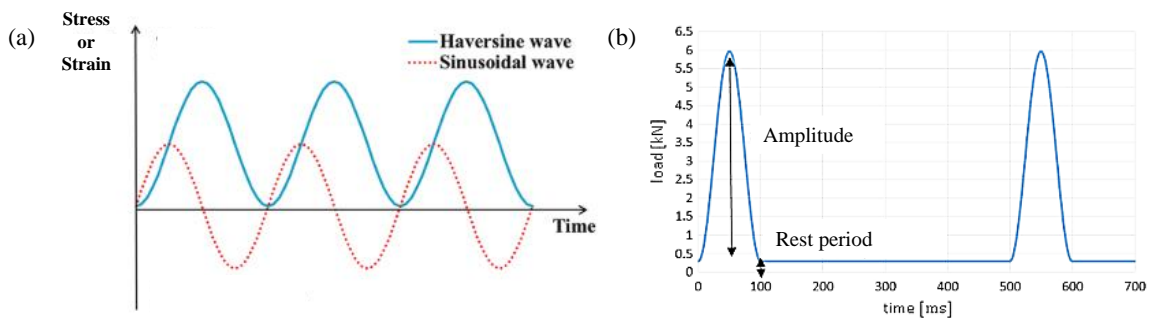 (a)
Stress
or
Strain
Haversine wave
Sinusoidal wave
Time
(b)
load [kN]
6.5
6
5.5
5
4.5
4
3.5
3
2.5
2
1.5
1
0.5
0
Amplitude
Rest period
0 100 200 300 400 500 600 700
time [ms]